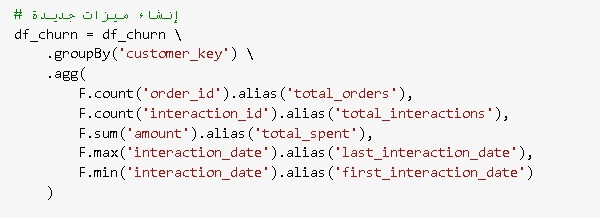 # إنشاء ميزات جديدة
df_churn = df_churn \
    .groupBy('customer_key') \
    .agg(
        F.count('order_id').alias('total_orders'),
        F.count('interaction_id').alias('total_interactions'),
        F.sum('amount').alias('total_spent'),
        F.max('interaction_date').alias('last_interaction_date'),
        F.min('interaction_date').alias('first_interaction_date')
    )